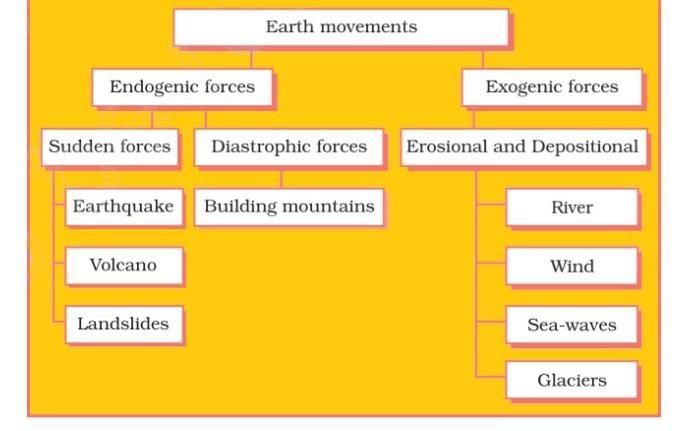 Earth movements
Endogenic forces
Exogenic forces
Sudden forces
Diastrophic forces
Erosional and Depositional
Earthquake
Building mountains
River
Volcano
Wind
Landslides
Sea-waves
Glaciers